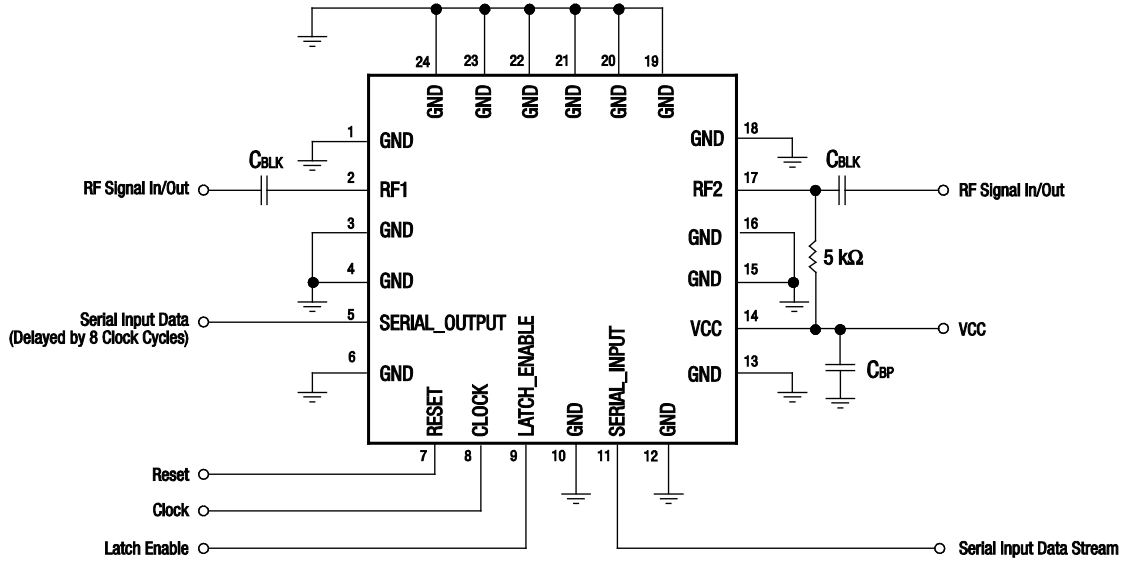 24 23 22 21 20 19
GND GND GND GND GND GND
1 GND
GND 18
CBLK
CBLK
RF Signal In/Out
2 RF1
RF2 17
RF Signal In/Out
3 GND
GND 16
5 kΩ
4 GND
GND 15
Serial Input Data
(Delayed by 8 Clock Cycles)
5 SERIAL_OUTPUT
VCC 14
VCC
6 GND
GND 13
CBP
RESET CLOCK LATCH_ENABLE GND SERIAL_INPUT GND
7 8 9 10 11 12
Reset
Clock
Latch Enable
Serial Input Data Stream